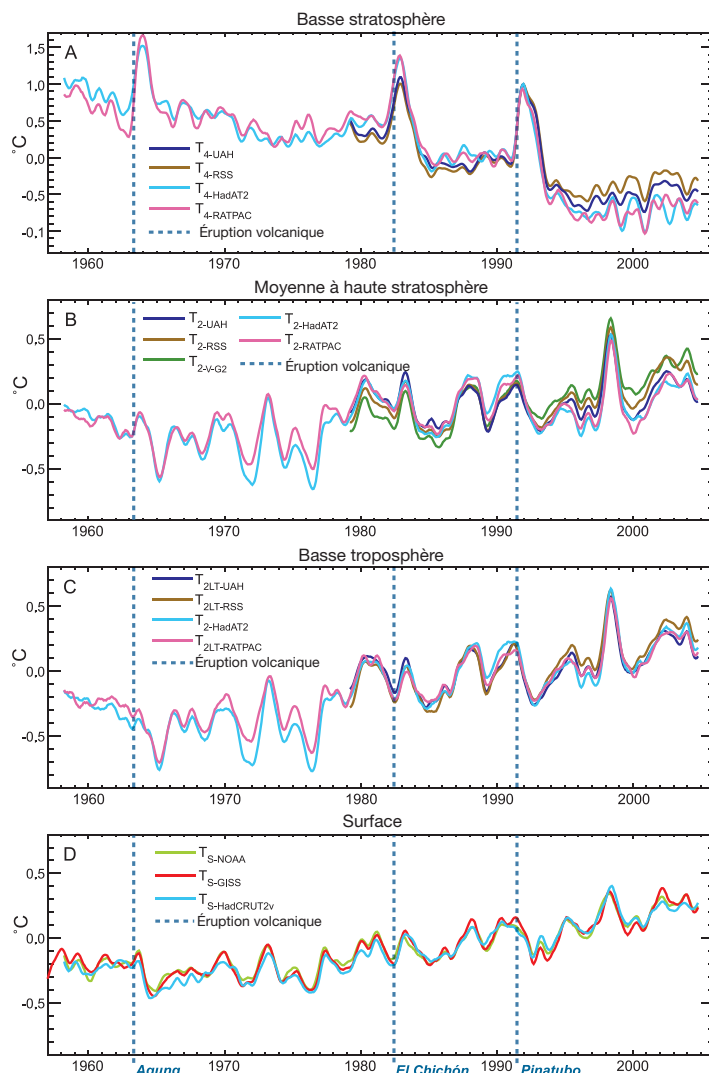 Basse stratosphère
A
1,5
1,0
0,5
0,0
-0,5
-0,1
°C
T4-UAH
T4-RSS
T4-HadAT2
T4-RATPAC
Éruption volcanique
1960 1970 1980 1990 2000
Moyenne à haute stratosphère
B
0,5
0,0
-0,5
°C
T2-UAH T2-HadAT2
T2-RSS T2-RATPAC
T2-V-G2 Éruption volcanique
1960 1970 1980 1990 2000
Basse troposphère
C
0,5
0,0
-0,5
°C
T2LT-UAH
T2LT-RSS
T2-HadAT2
T2LT-RATPAC
Éruption volcanique
1960 1970 1980 1990 2000
Surface
D
0,5
0,0
-0,5
°C
TS-NOAA
TS-GISS
TS-HadCRUT2v
Éruption volcanique
1960 1970 1980 1990 2000
Agung El Chichón Pinatubo